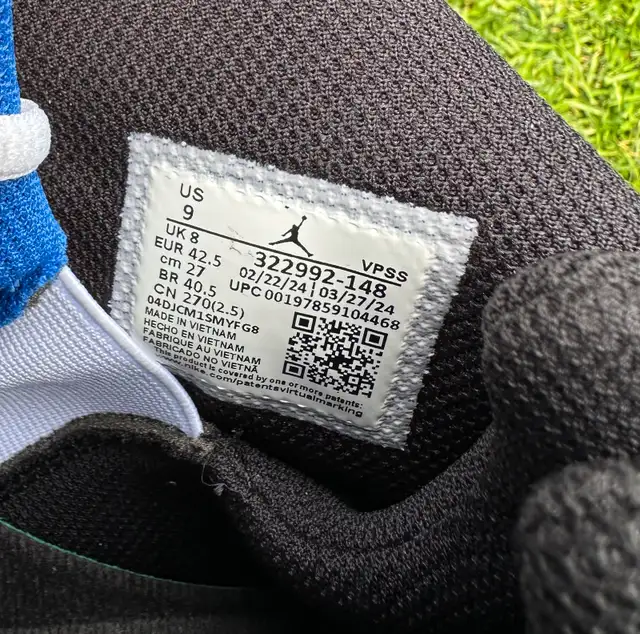 US
9
UK 8
EUR 42.5
cm 27
BR 40.5
CN 270(2.5)
VPSS
322992-148
02/22/24 | 03/27/24
UPC 00197859104468
04DJCM1SMYFG8
MADE IN VIETNAM
HECHO EN VIETNAM
FABRIQUE AU VIETNAM
FABRICADO NO VIETNÃ
This product is covered by one or more patents:
www.nike.com/patentsvirtualmarking